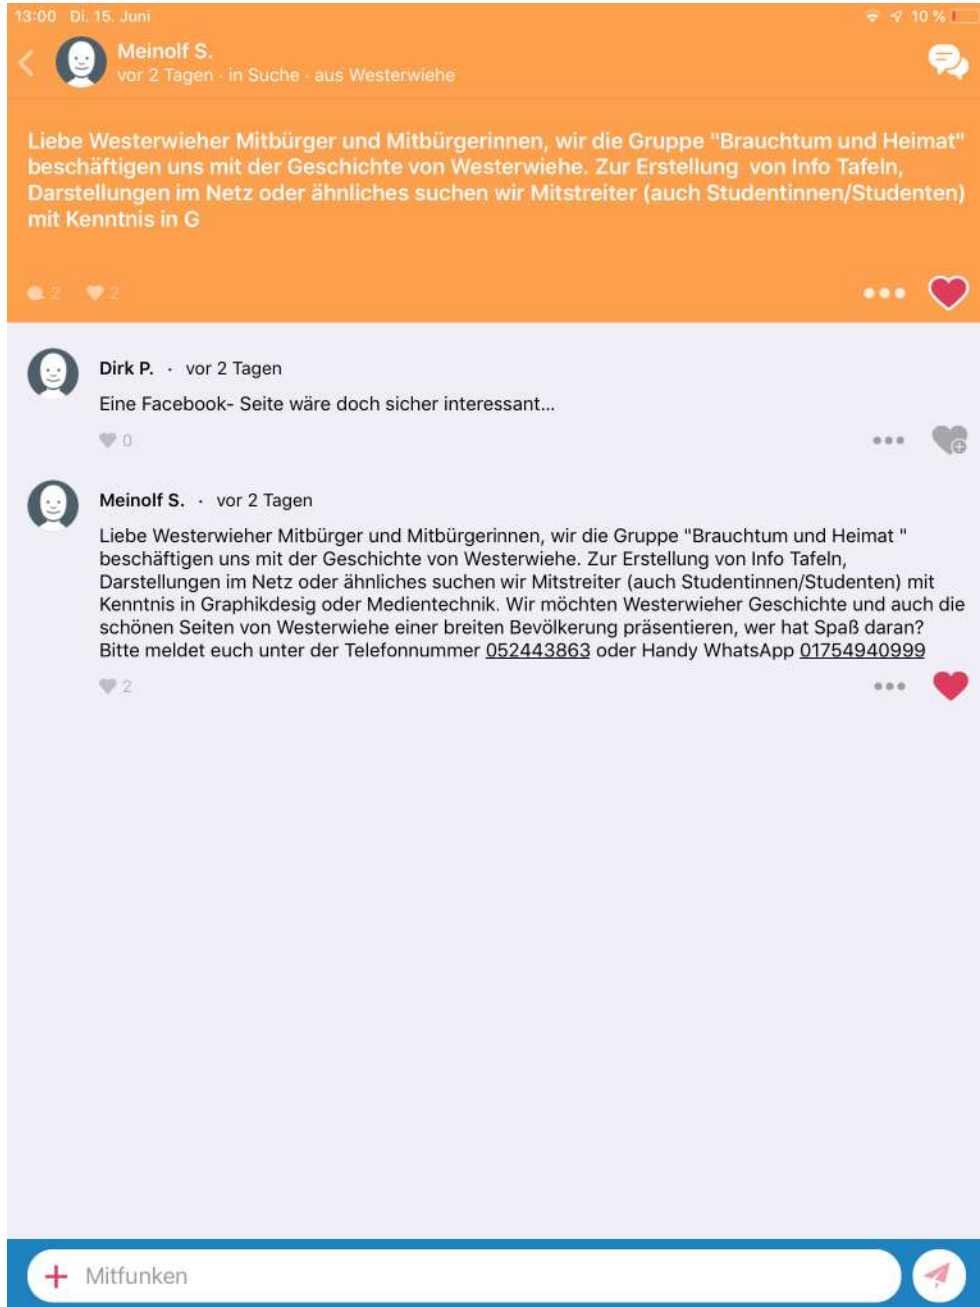 13:00 Di. 15. Juni
10 %
Meinolf S.
vor 2 Tagen · in Suche · aus Westerwiehe
Liebe Westerwieher Mitbürger und Mitbürgerinnen, wir die Gruppe "Brauchtum und Heimat"
beschäftigen uns mit der Geschichte von Westerwiehe. Zur Erstellung  von Info Tafeln,
Darstellungen im Netz oder ähnliches suchen wir Mitstreiter (auch Studentinnen/Studenten)
mit Kenntnis in G
2 2
Dirk P. · vor 2 Tagen
Eine Facebook- Seite wäre doch sicher interessant...
0
Meinolf S. · vor 2 Tagen
Liebe Westerwieher Mitbürger und Mitbürgerinnen, wir die Gruppe "Brauchtum und Heimat "
beschäftigen uns mit der Geschichte von Westerwiehe. Zur Erstellung von Info Tafeln,
Darstellungen im Netz oder ähnliches suchen wir Mitstreiter (auch Studentinnen/Studenten) mit
Kenntnis in Graphikdesig oder Medientechnik. Wir möchten Westerwieher Geschichte und auch die
schönen Seiten von Westerwiehe einer breiten Bevölkerung präsentieren, wer hat Spaß daran?
Bitte meldet euch unter der Telefonnummer 052443863 oder Handy WhatsApp 01754940999
2
Mitfunken